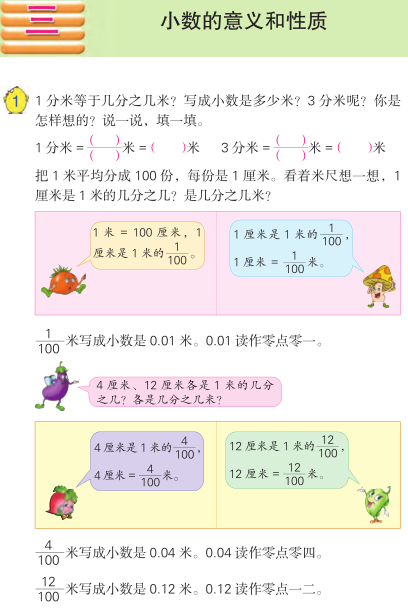 三
小数的意义和性质
1 1 分米等于几分之几米？写成小数是多少米？3 分米呢？你是
怎样想的？说一说，填一填。
1 分米 = (  )/(  ) 米 = (  )米  3 分米 = (  )/(  ) 米 = (  )米
把 1 米平均分成 100 份，每份是 1 厘米。看着米尺想一想，1
厘米是 1 米的几分之几？是几分之几米？
1 米 = 100 厘米，1
厘米是 1 米的 1/100 。
1 厘米是 1 米的 1/100，
1 厘米 = 1/100 米。
1/100 米写成小数是 0.01 米。0.01 读作零点零一。
4 厘米、12 厘米各是 1 米的几分
之几？各是几分之几米？
4 厘米是 1 米的 4/100，
4 厘米 = 4/100 米。
12 厘米是 1 米的 12/100，
12 厘米 = 12/100 米。
4/100 米写成小数是 0.04 米。0.04 读作零点零四。
12/100 米写成小数是 0.12 米。0.12 读作零点一二。